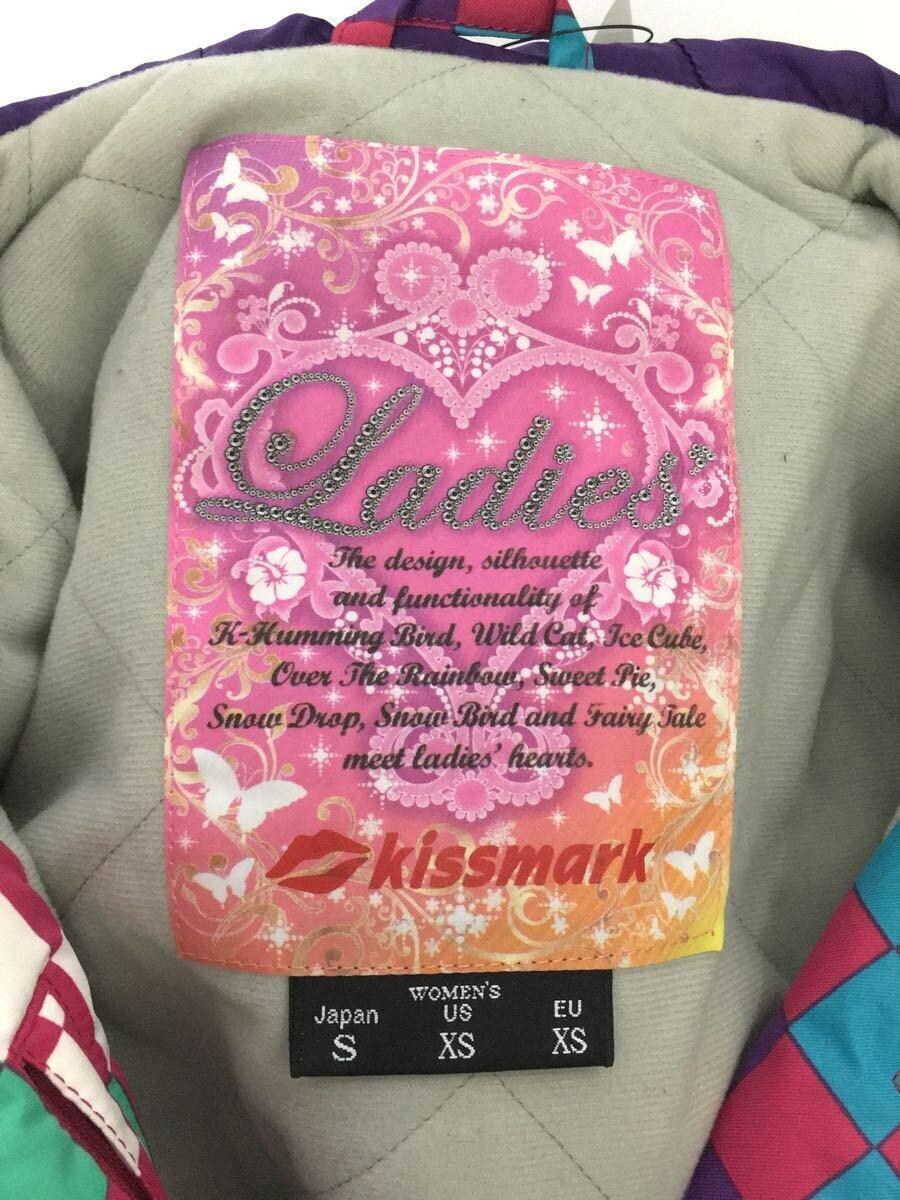 Ladies'
The design, silhouette
and functionality of
K-Humming Bird, Wild Cat, Ice Cube,
Over The Rainbow, Sweet Pie,
Snow Drop, Snow Bird and Fairy Tale
meet ladies' hearts.
kissmark
WOMEN'S
Japan US EU
S XS XS